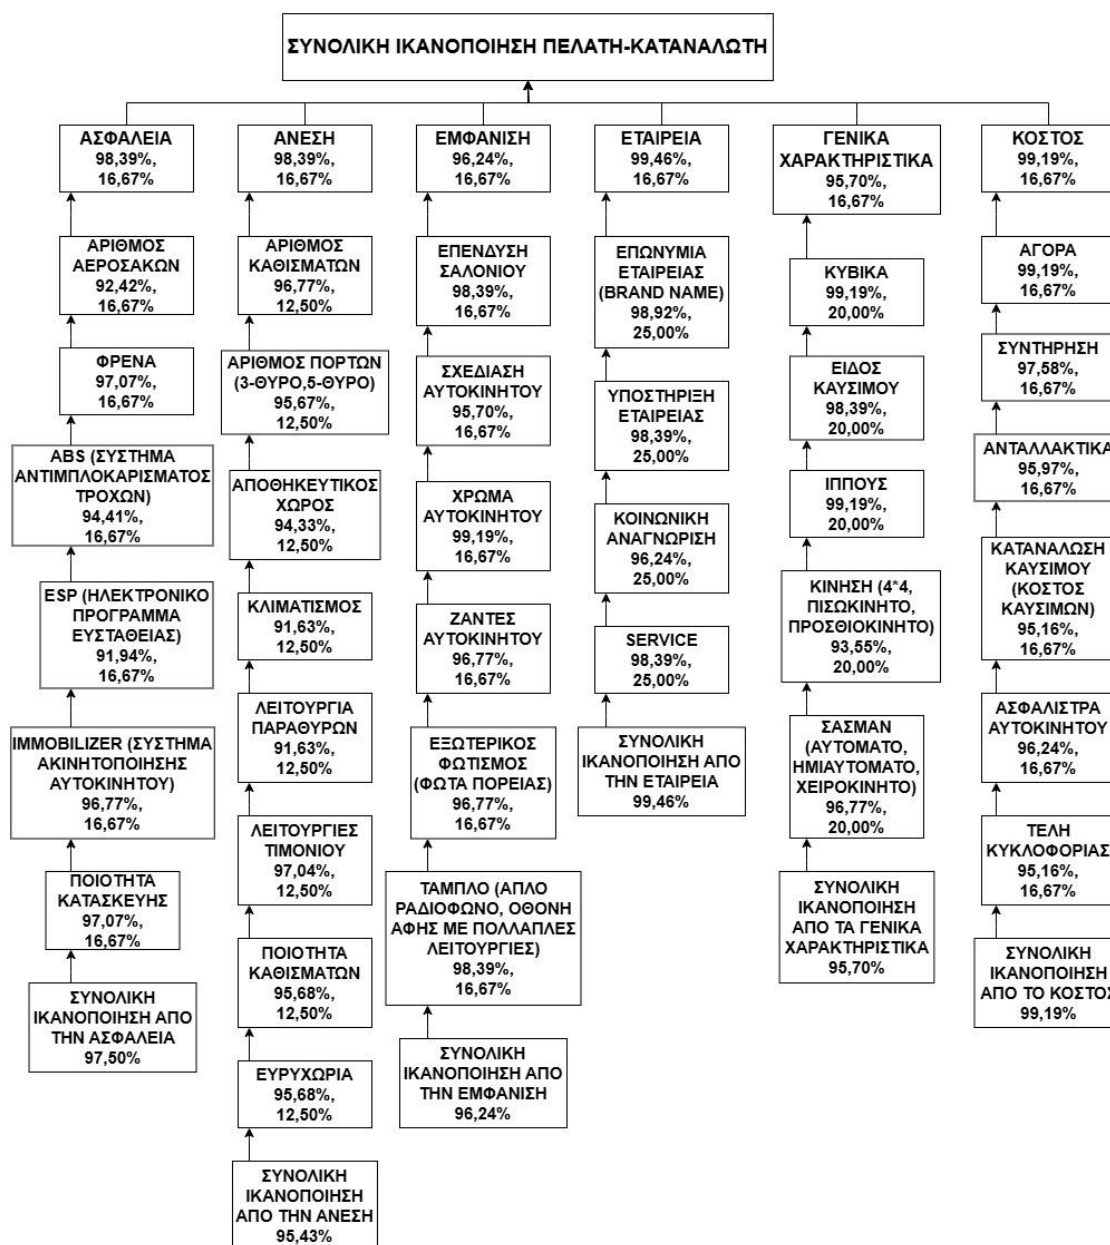 ΣΥΝΟΛΙΚΗ ΙΚΑΝΟΠΟΙΗΣΗ ΠΕΛΑΤΗ-ΚΑΤΑΝΑΛΩΤΗ
ΑΣΦΑΛΕΙΑ
98,39%,
16,67%
ΑΡΙΘΜΟΣ
ΑΕΡΟΣΑΚΩΝ
92,42%,
16,67%
ΦΡΕΝΑ
97,07%,
16,67%
ABS (ΣΥΣΤΗΜΑ
ΑΝΤΙΜΠΛΟΚΑΡΙΣΜΑΤΟΣ
ΤΡΟΧΩΝ)
94,41%,
16,67%
ESP (ΗΛΕΚΤΡΟΝΙΚΟ
ΠΡΟΓΡΑΜΜΑ
ΕΥΣΤΑΘΕΙΑΣ)
91,94%,
16,67%
IMMOBILIZER (ΣΥΣΤΗΜΑ
ΑΚΙΝΗΤΟΠΟΙΗΣΗΣ
ΑΥΤΟΚΙΝΗΤΟΥ)
96,77%,
16,67%
ΠΟΙΟΤΗΤΑ
ΚΑΤΑΣΚΕΥΗΣ
97,07%,
16,67%
ΣΥΝΟΛΙΚΗ
ΙΚΑΝΟΠΟΙΗΣΗ ΑΠΟ
ΤΗΝ ΑΣΦΑΛΕΙΑ
97,50%
ΑΝΕΣΗ
98,39%,
16,67%
ΑΡΙΘΜΟΣ
ΚΑΘΙΣΜΑΤΩΝ
96,77%,
12,50%
ΑΡΙΘΜΟΣ ΠΟΡΤΩΝ
(3-ΘΥΡΟ,5-ΘΥΡΟ)
95,67%,
12,50%
ΑΠΟΘΗΚΕΥΤΙΚΟΣ
ΧΩΡΟΣ
94,33%,
12,50%
ΚΛΙΜΑΤΙΣΜΟΣ
91,63%,
12,50%
ΛΕΙΤΟΥΡΓΙΑ
ΠΑΡΑΘΥΡΩΝ
91,63%,
12,50%
ΛΕΙΤΟΥΡΓΙΕΣ
ΤΙΜΟΝΙΟΥ
97,04%,
12,50%
ΠΟΙΟΤΗΤΑ
ΚΑΘΙΣΜΑΤΩΝ
95,68%,
12,50%
ΕΥΡΥΧΩΡΙΑ
95,68%,
12,50%
ΣΥΝΟΛΙΚΗ
ΙΚΑΝΟΠΟΙΗΣΗ
ΑΠΟ ΤΗΝ ΑΝΕΣΗ
95,43%
ΕΜΦΑΝΙΣΗ
96,24%,
16,67%
ΕΠΕΝΔΥΣΗ
ΣΑΛΟΝΙΟΥ
98,39%,
16,67%
ΣΧΕΔΙΑΣΗ
ΑΥΤΟΚΙΝΗΤΟΥ
95,70%,
16,67%
ΧΡΩΜΑ
ΑΥΤΟΚΙΝΗΤΟΥ
99,19%,
16,67%
ΖΑΝΤΕΣ
ΑΥΤΟΚΙΝΗΤΟΥ
96,77%,
16,67%
ΕΞΩΤΕΡΙΚΟΣ
ΦΩΤΙΣΜΟΣ
(ΦΩΤΑ ΠΟΡΕΙΑΣ)
96,77%,
16,67%
ΤΑΜΠΛΟ (ΑΠΛΟ
ΡΑΔΙΟΦΩΝΟ, ΟΘΟΝΗ
ΑΦΗΣ ΜΕ ΠΟΛΛΑΠΛΕΣ
ΛΕΙΤΟΥΡΓΙΕΣ)
98,39%,
16,67%
ΣΥΝΟΛΙΚΗ
ΙΚΑΝΟΠΟΙΗΣΗ ΑΠΟ
ΤΗΝ ΕΜΦΑΝΙΣΗ
96,24%
ΕΤΑΙΡΕΙΑ
99,46%,
16,67%
ΕΠΩΝΥΜΙΑ
ΕΤΑΙΡΕΙΑΣ
(BRAND NAME)
98,92%,
25,00%
ΥΠΟΣΤΗΡΙΞΗ
ΕΤΑΙΡΕΙΑΣ
98,39%,
25,00%
ΚΟΙΝΩΝΙΚΗ
ΑΝΑΓΝΩΡΙΣΗ
96,24%,
25,00%
SERVICE
98,39%,
25,00%
ΣΥΝΟΛΙΚΗ
ΙΚΑΝΟΠΟΙΗΣΗ ΑΠΟ
ΤΗΝ ΕΤΑΙΡΕΙΑ
99,46%
ΓΕΝΙΚΑ
ΧΑΡΑΚΤΗΡΙΣΤΙΚΑ
95,70%,
16,67%
ΚΥΒΙΚΑ
99,19%,
20,00%
ΕΙΔΟΣ
ΚΑΥΣΙΜΟΥ
98,39%,
20,00%
ΙΠΠΟΥΣ
99,19%,
20,00%
ΚΙΝΗΣΗ (4*4,
ΠΙΣΩΚΙΝΗΤΟ,
ΠΡΟΣΘΙΟΚΙΝΗΤΟ)
93,55%,
20,00%
ΣΑΣΜΑΝ
(ΑΥΤΟΜΑΤΟ,
ΗΜΙΑΥΤΟΜΑΤΟ,
ΧΕΙΡΟΚΙΝΗΤΟ)
96,77%,
20,00%
ΣΥΝΟΛΙΚΗ
ΙΚΑΝΟΠΟΙΗΣΗ
ΑΠΟ ΤΑ ΓΕΝΙΚΑ
ΧΑΡΑΚΤΗΡΙΣΤΙΚΑ
95,70%
ΚΟΣΤΟΣ
99,19%,
16,67%
ΑΓΟΡΑ
99,19%,
16,67%
ΣΥΝΤΗΡΗΣΗ
97,58%,
16,67%
ΑΝΤΑΛΛΑΚΤΙΚΑ
95,97%,
16,67%
ΚΑΤΑΝΑΛΩΣΗ
ΚΑΥΣΙΜΟΥ
(ΚΟΣΤΟΣ
ΚΑΥΣΙΜΩΝ)
95,16%,
16,67%
ΑΣΦΑΛΙΣΤΡΑ
ΑΥΤΟΚΙΝΗΤΟΥ
96,24%,
16,67%
ΤΕΛΗ
ΚΥΚΛΟΦΟΡΙΑΣ
95,16%,
16,67%
ΣΥΝΟΛΙΚΗ
ΙΚΑΝΟΠΟΙΗΣΗ
ΑΠΟ ΤΟ ΚΟΣΤΟΣ
99,19%